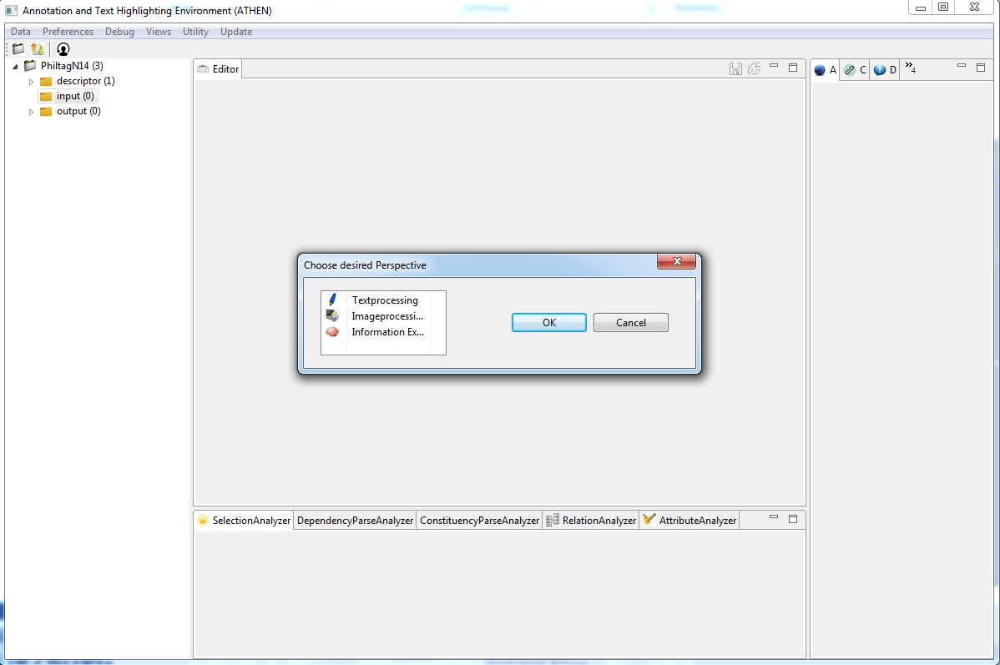 Annotation and Text Highlighting Environment (ATHEN)
Data Preferences Debug Views Utility Update
PhiltagN14 (3)
descriptor (1)
input (0)
output (0)
Editor
A C D »4
Choose desired Perspective
Textprocessing
Imageprocessi...
Information Ex...
OK Cancel
SelectionAnalyzer DependencyParseAnalyzer ConstituencyParseAnalyzer RelationAnalyzer AttributeAnalyzer